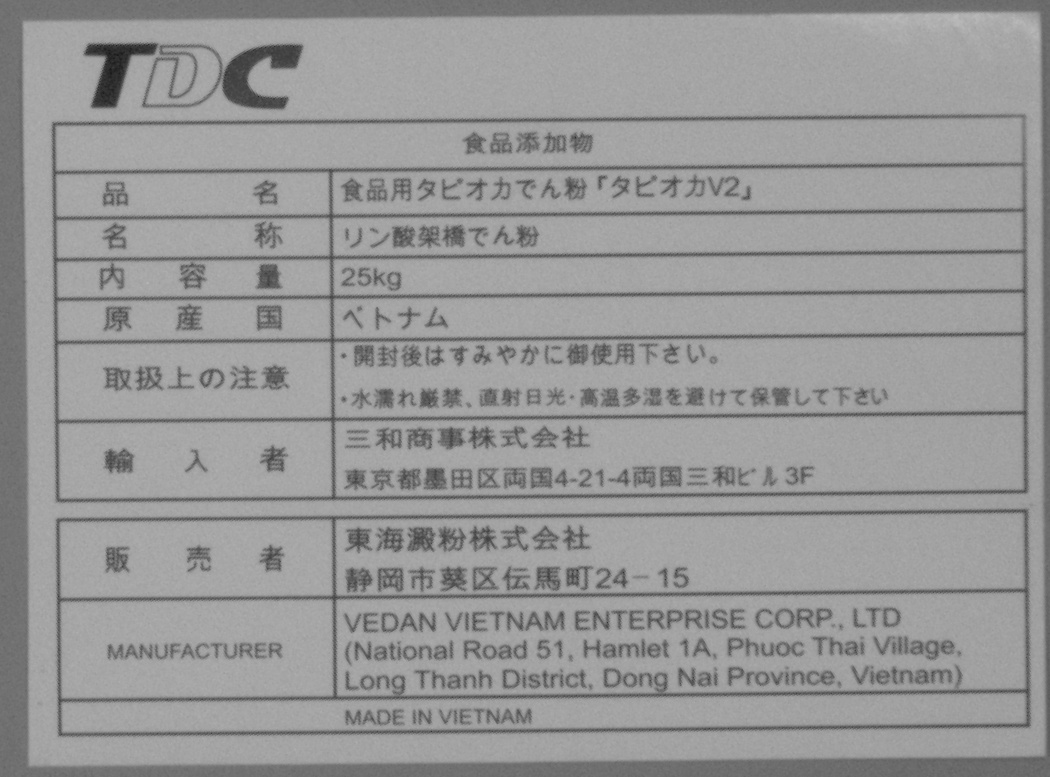 TDC
食品添加物
品名 食品用タピオカでん粉「タピオカV2」
名称 リン酸架橋でん粉
内容量 25kg
原産国 ベトナム
取扱上の注意 ・開封後はすみやかに御使用下さい。
・水濡れ厳禁、直射日光・高温多湿を避けて保管して下さい
輸入者 三和商事株式会社
東京都墨田区両国4-21-4両国三和ビル3F
販売者 東海澱粉株式会社
静岡市葵区伝馬町24－15
MANUFACTURER VEDAN VIETNAM ENTERPRISE CORP., LTD
(National Road 51, Hamlet 1A, Phuoc Thai Village,
Long Thanh District, Dong Nai Province, Vietnam)
MADE IN VIETNAM